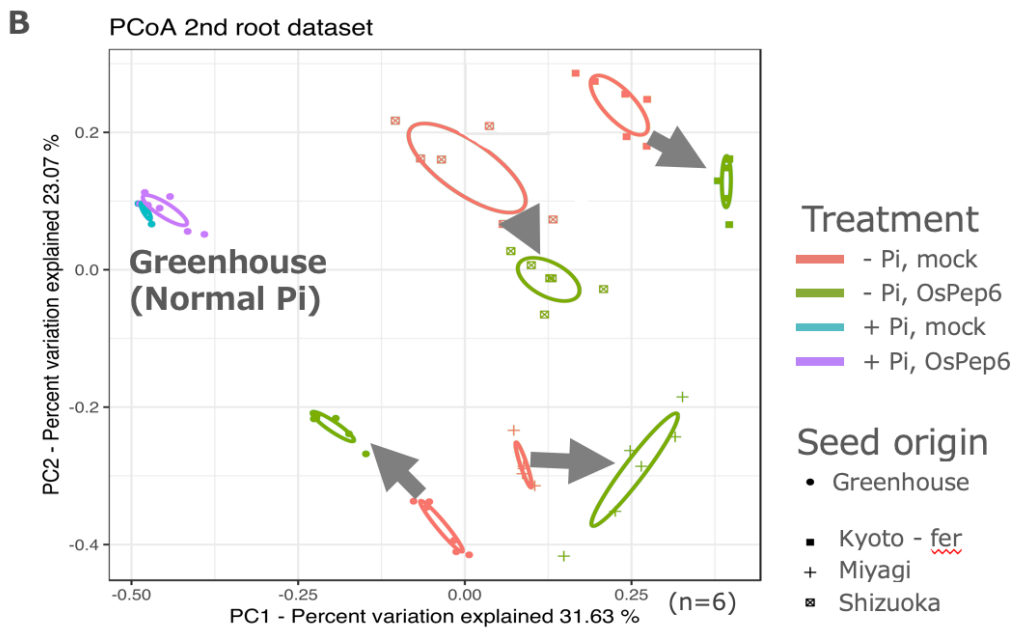 B
PCoA 2nd root dataset
PC2 - Percent variation explained 23.07 %
0.2
0.0
-0.2
-0.4
Greenhouse
(Normal Pi)
-0.50
-0.25
0.00
0.25
PC1 - Percent variation explained 31.63 %
(n=6)
Treatment
- Pi, mock
- Pi, OsPep6
+ Pi, mock
+ Pi, OsPep6
Seed origin
Greenhouse
Kyoto - fer
Miyagi
Shizuoka